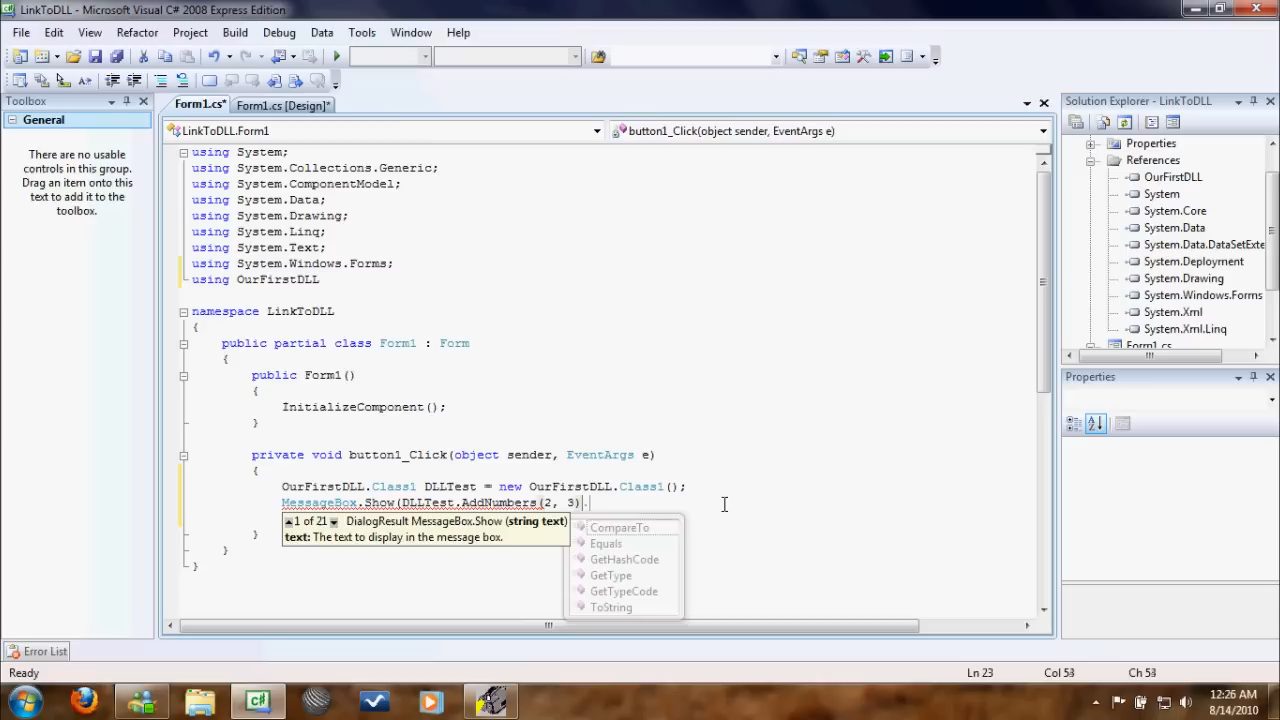 LinkToDLL - Microsoft Visual C# 2008 Express Edition
File Edit View Refactor Project Build Debug Data Tools Window Help
Toolbox
General
There are no usable
controls in this group.
Drag an item onto this
text to add it to the
toolbox.
Form1.cs* Form1.cs [Design]*
LinkToDLL.Form1 button1_Click(object sender, EventArgs e)
using System;
using System.Collections.Generic;
using System.ComponentModel;
using System.Data;
using System.Drawing;
using System.Linq;
using System.Text;
using System.Windows.Forms;
using OurFirstDLL
namespace LinkToDLL
{
public partial class Form1 : Form
{
public Form1()
{
InitializeComponent();
}
private void button1_Click(object sender, EventArgs e)
{
OurFirstDLL.Class1 DLLTest = new OurFirstDLL.Class1();
MessageBox.Show(DLLTest.AddNumbers(2, 3).
1 of 21 DialogResult MessageBox.Show (string text)
text: The text to display in the message box.
CompareTo
Equals
GetHashCode
GetType
GetTypeCode
ToString
}
}
}
Solution Explorer - LinkToDLL
Properties
References
OurFirstDLL
System
System.Core
System.Data
System.Data.DataSetExte
System.Deployment
System.Drawing
System.Windows.Forms
System.Xml
System.Xml.Linq
Form1.cs
Properties
Error List
Ready Ln 23 Col 53 Ch 53
12:26 AM
8/14/2010